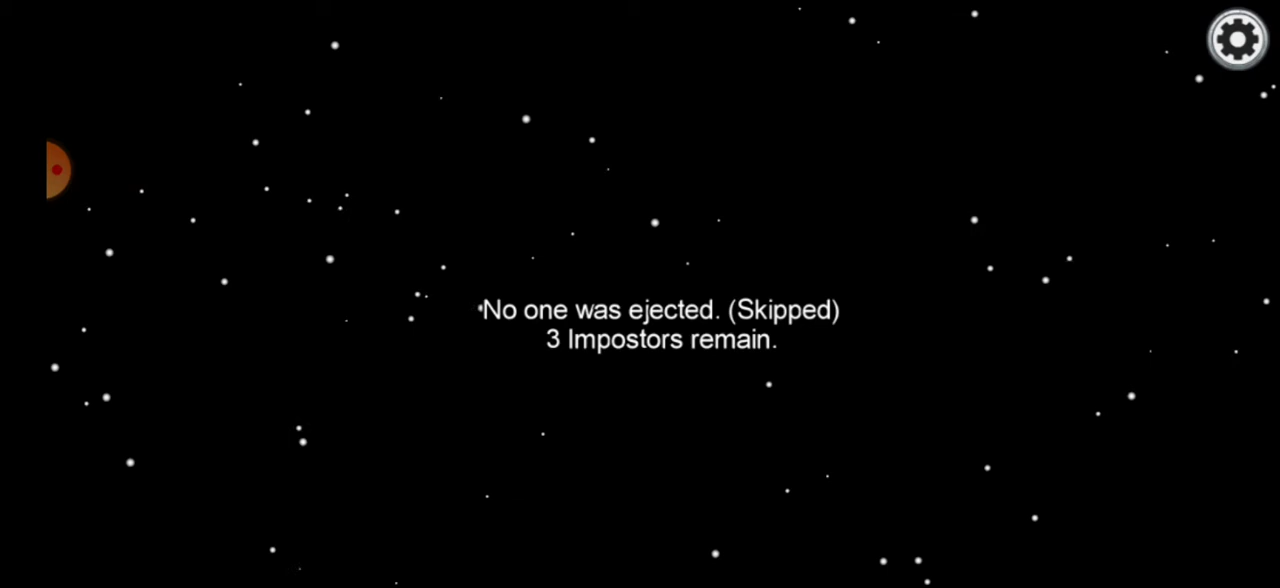 No one was ejected. (Skipped)
3 Impostors remain.